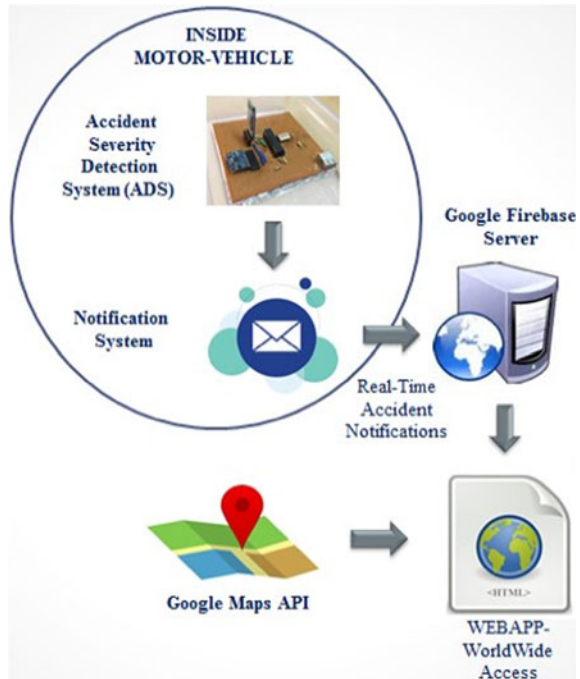 INSIDE
MOTOR-VEHICLE
Accident
Severity
Detection
System (ADS)
Google Firebase
Server
Notification
System
Real-Time
Accident
Notifications
Google Maps API
<HTML>
WEBAPP-
WorldWide
Access